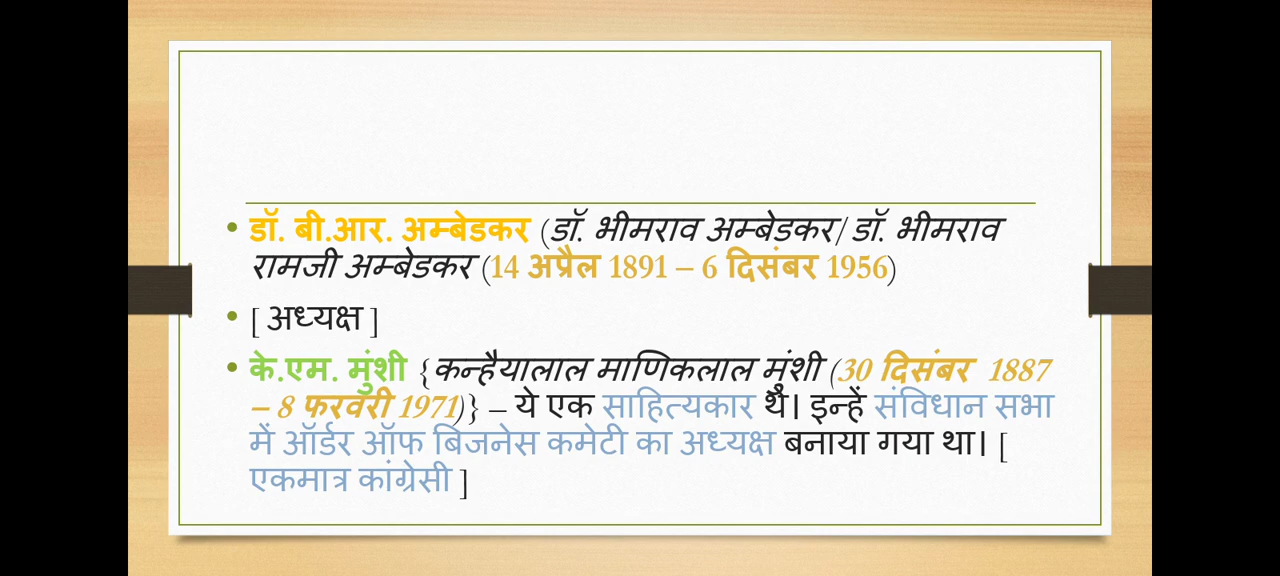 • डॉ. बी.आर. अम्बेडकर (डॉ. भीमराव अम्बेडकर/ डॉ. भीमराव
रामजी अम्बेडकर (14 अप्रैल 1891 – 6 दिसंबर 1956)
• [ अध्यक्ष ]
• के.एम. मुंशी {कन्हैयालाल माणिकलाल मुंशी (30 दिसंबर 1887
– 8 फरवरी 1971)} – ये एक साहित्यकार थे। इन्हें संविधान सभा
में ऑर्डर ऑफ बिजनेस कमेटी का अध्यक्ष बनाया गया था। [
एकमात्र कांग्रेसी ]